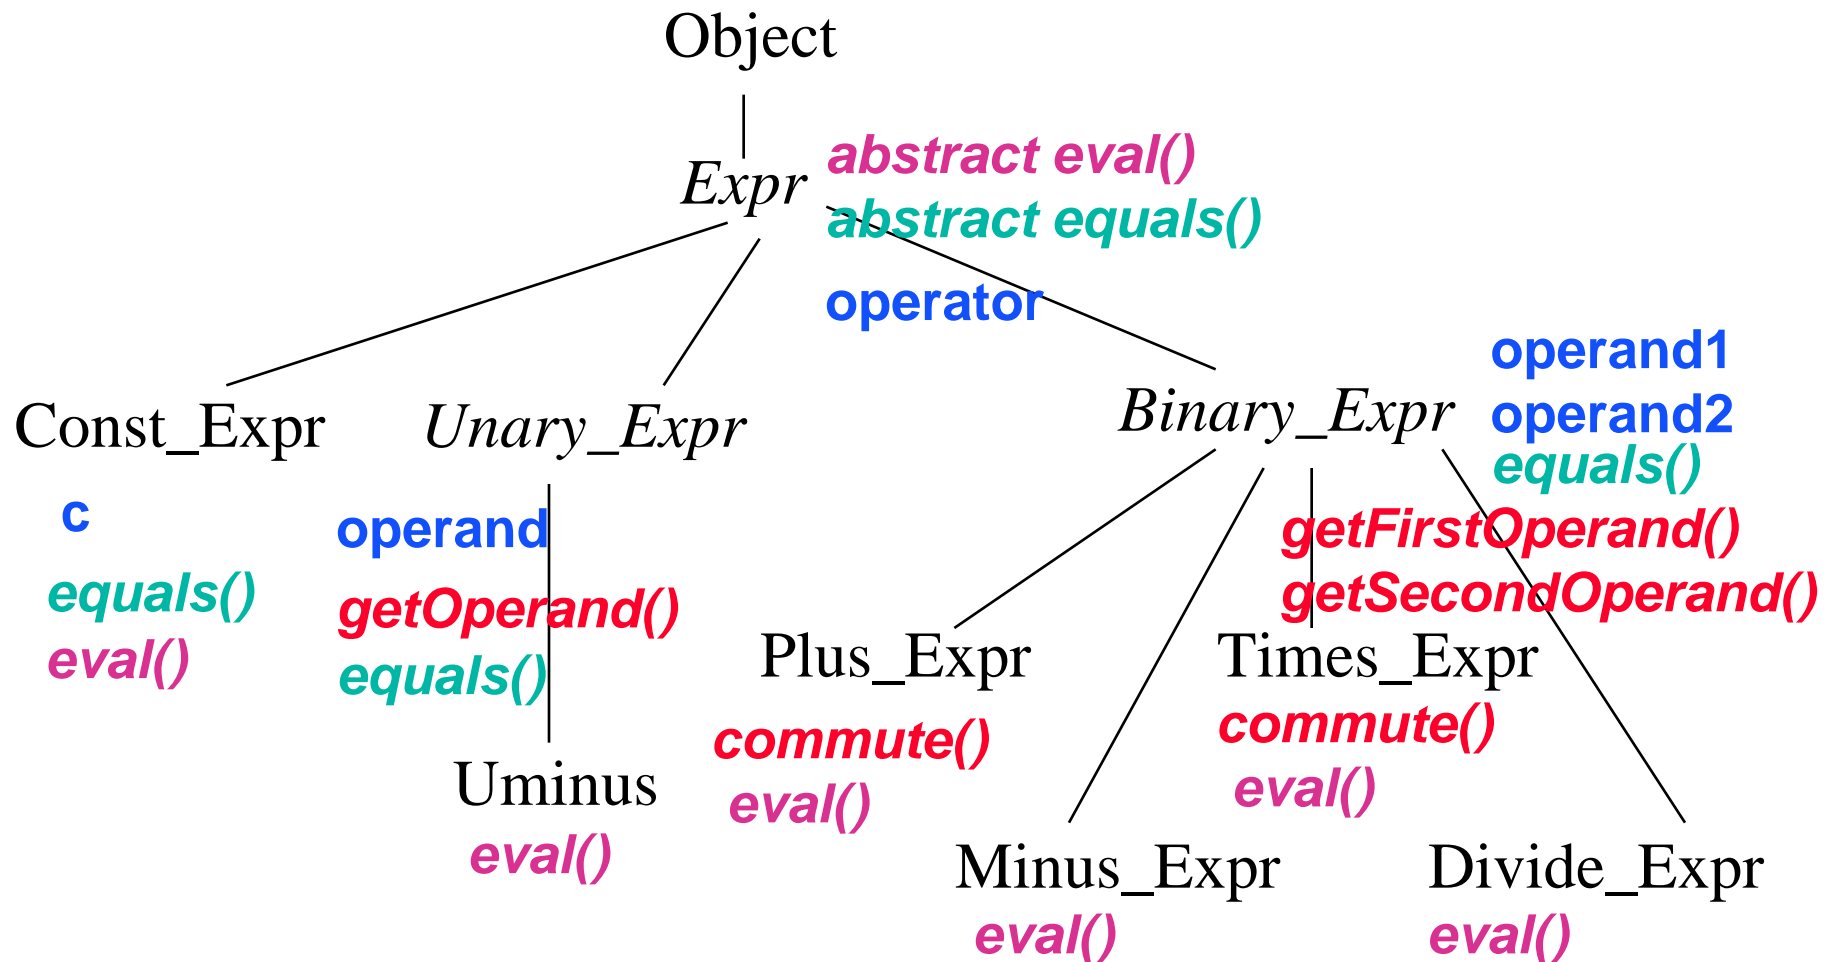 Object
Expr
abstract eval()
abstract equals()
operator
Const_Expr
c
equals()
eval()
Unary_Expr
operand
getOperand()
equals()
Uminus
eval()
Binary_Expr
operand1
operand2
equals()
getFirstOperand()
getSecondOperand()
Plus_Expr
commute()
eval()
Times_Expr
commute()
eval()
Minus_Expr
eval()
Divide_Expr
eval()